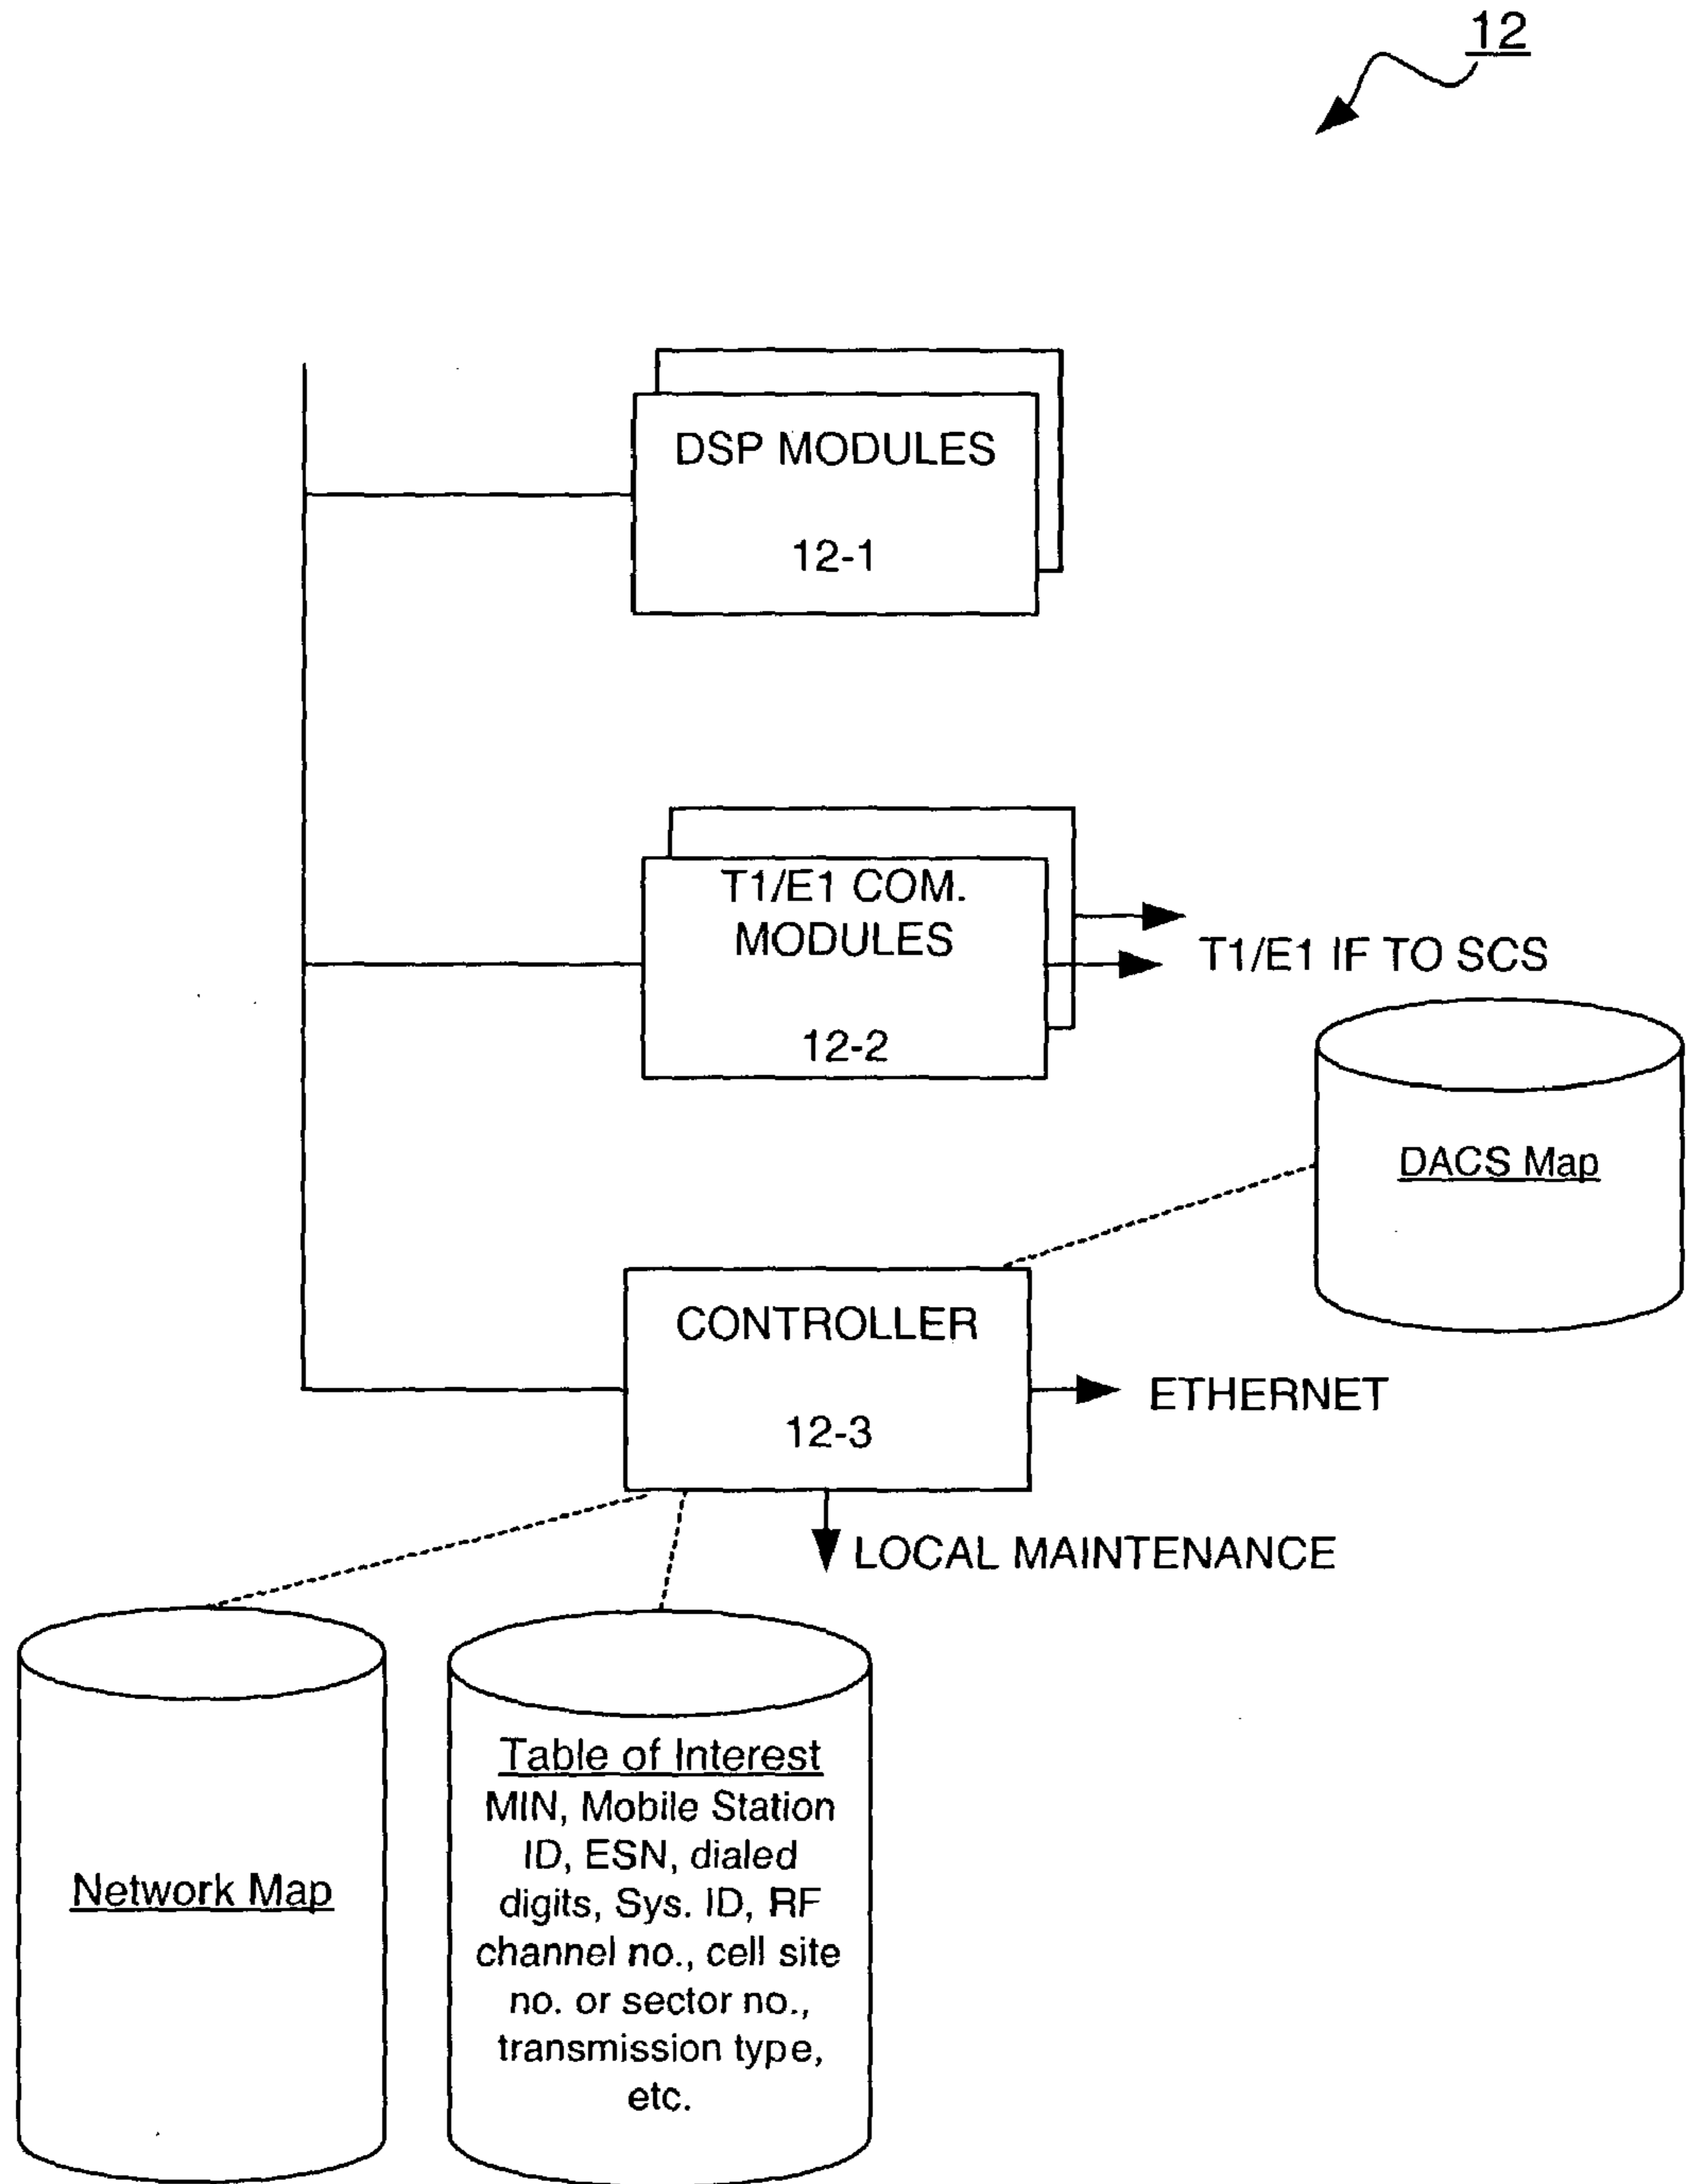 12
DSP MODULES
12-1
T1/E1 COM.
MODULES
12-2
T1/E1 IF TO SCS
DACS Map
CONTROLLER
12-3
ETHERNET
LOCAL MAINTENANCE
Network Map
Table of Interest
MIN, Mobile Station
ID, ESN, dialed
digits, Sys. ID, RF
channel no., cell site
no. or sector no.,
transmission type,
etc.